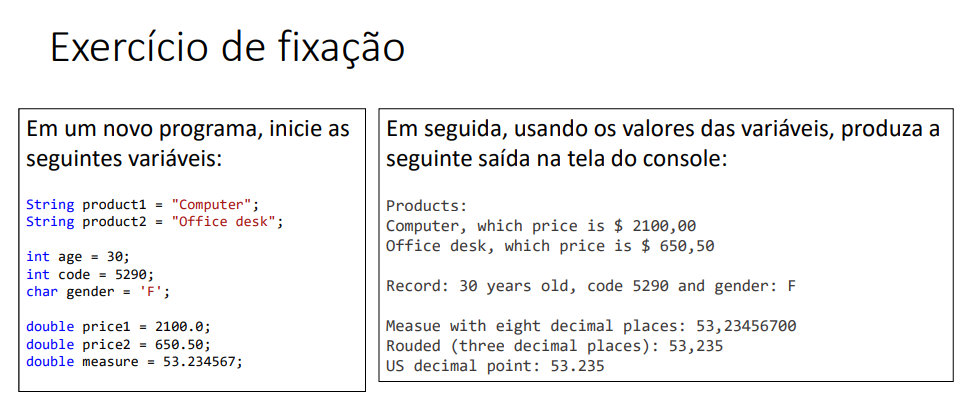 Exercício de fixação
Em um novo programa, inicie as
seguintes variáveis:
String product1 = "Computer";
String product2 = "Office desk";
int age = 30;
int code = 5290;
char gender = 'F';
double price1 = 2100.0;
double price2 = 650.50;
double measure = 53.234567;
Em seguida, usando os valores das variáveis, produza a
seguinte saída na tela do console:
Products:
Computer, which price is $ 2100,00
Office desk, which price is $ 650,50
Record: 30 years old, code 5290 and gender: F
Measue with eight decimal places: 53,23456700
Rouded (three decimal places): 53,235
US decimal point: 53.235